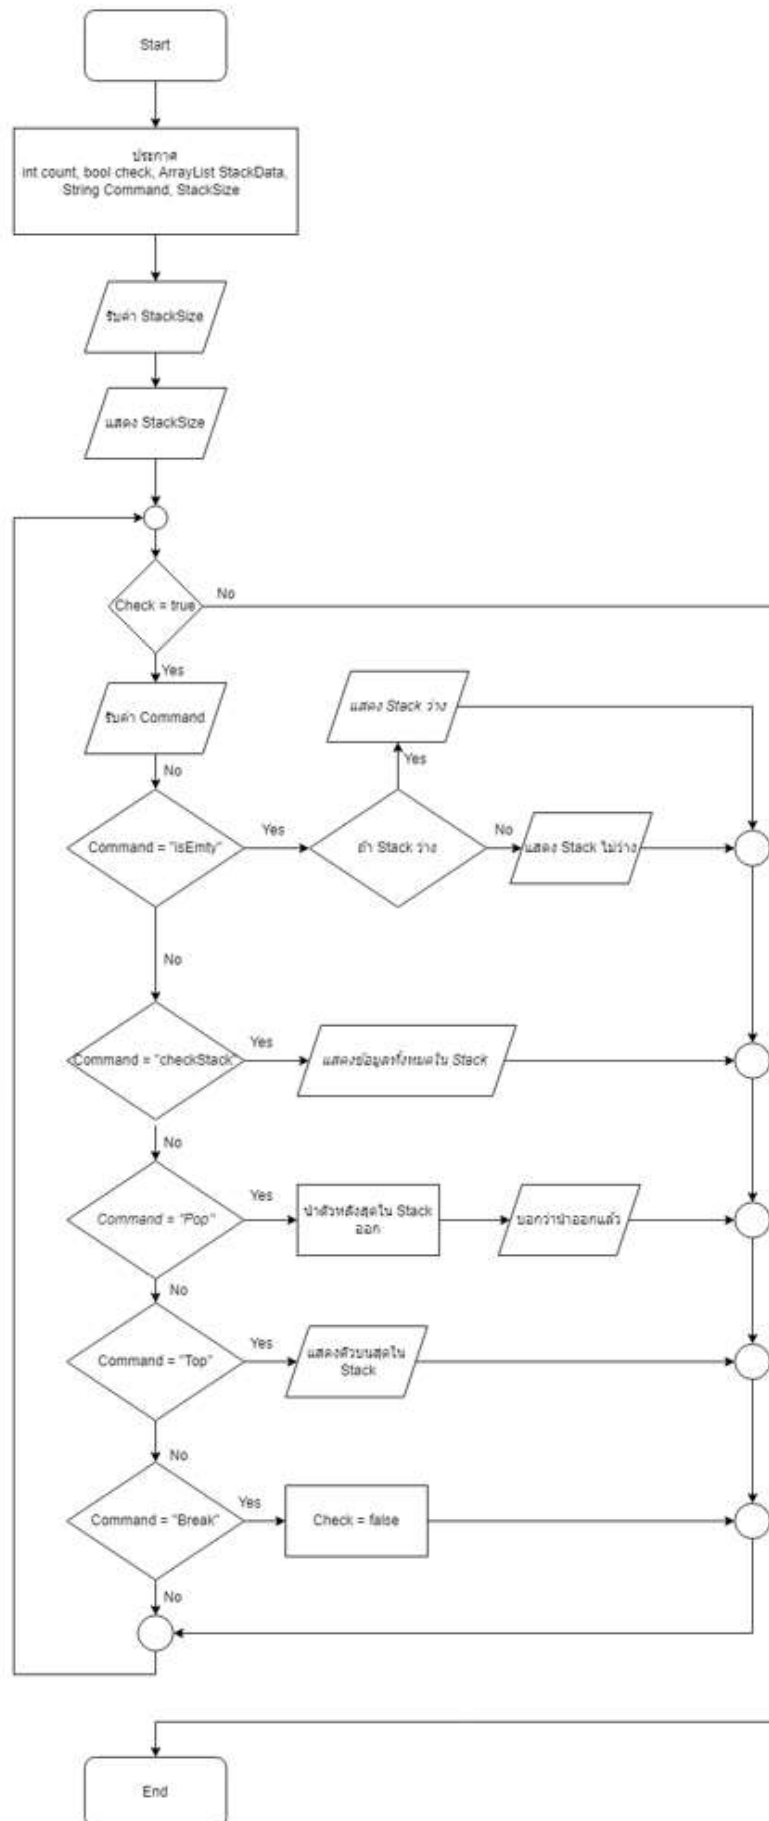 Start
ประกาศ
int count, bool check, ArrayList StackData,
String Command, StackSize
รับค่า StackSize
แสดง StackSize
Check = true
No
Yes
รับค่า Command
แสดง Stack ว่าง
No
Yes
Command = "isEmty"
Yes
ถ้า Stack ว่าง
No
แสดง Stack ไม่ว่าง
No
Command = "checkStack"
Yes
แสดงข้อมูลทั้งหมดใน Stack
No
Command = "Pop"
Yes
นำตัวหลังสุดใน Stack
ออก
บอกว่านำออกแล้ว
No
Command = "Top"
Yes
แสดงตัวบนสุดใน
Stack
No
Command = "Break"
Yes
Check = false
No
End